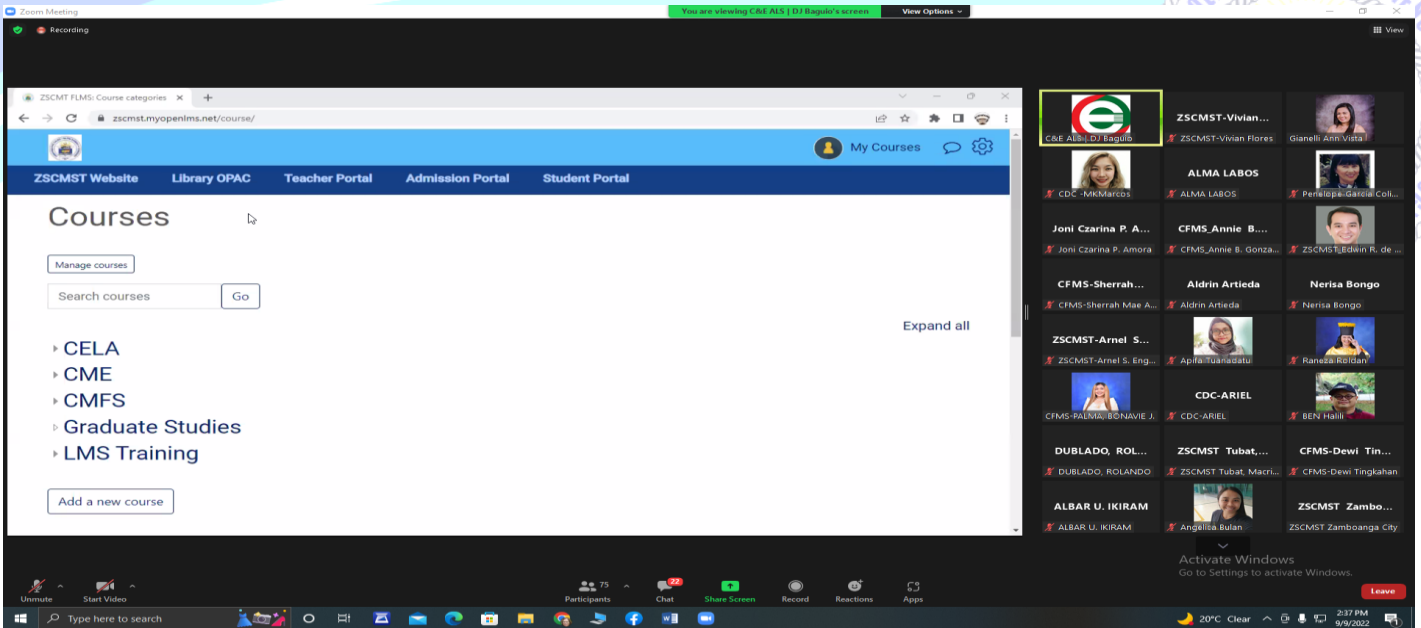 Zoom Meeting
You are viewing C&E ALS | DJ Baguio's screen
View Options
Recording
View
ZSCMT FLMS: Course categories
zscmst.myopenlms.net/course/
My Courses
ZSCMST Website
Library OPAC
Teacher Portal
Admission Portal
Student Portal
Courses
Manage courses
Search courses
Go
Expand all
CELA
CME
CMFS
Graduate Studies
LMS Training
Add a new course
C&E ALS | DJ Baguio
ZSCMST-Vivian...
ZSCMST-Vivian Flores
Gianelli Ann Vista
CDC -MKMarcos
ALMA LABOS
ALMA LABOS
Penelope Garcia Coli...
Joni Czarina P. A...
Joni Czarina P. Amora
CFMS_Annie B....
CFMS_Annie B. Gonza...
ZSCMST_Edwin R. de ...
CFMS-Sherrah...
CFMS-Sherrah Mae A...
Aldrin Artieda
Aldrin Artieda
Nerisa Bongo
Nerisa Bongo
ZSCMST-Arnel S...
ZSCMST-Arnel S. Eng...
Apifa Tuanadatu
Raneza Roldan
CFMS-PALMA, BONAVIE J.
CDC-ARIEL
CDC-ARIEL
BEN Halili
DUBLADO, ROL...
DUBLADO, ROLANDO
ZSCMST Tubat,...
ZSCMST Tubat, Macri...
CFMS-Dewi Tin...
CFMS-Dewi Tingkahan
ALBAR U. IKIRAM
ALBAR U. IKIRAM
Angelica Bulan
ZSCMST Zambo...
ZSCMST Zamboanga City
Activate Windows
Go to Settings to activate Windows.
Unmute
Start Video
75
Participants
22
Chat
Share Screen
Record
Reactions
Apps
Leave
Type here to search
20°C Clear
2:37 PM
9/9/2022